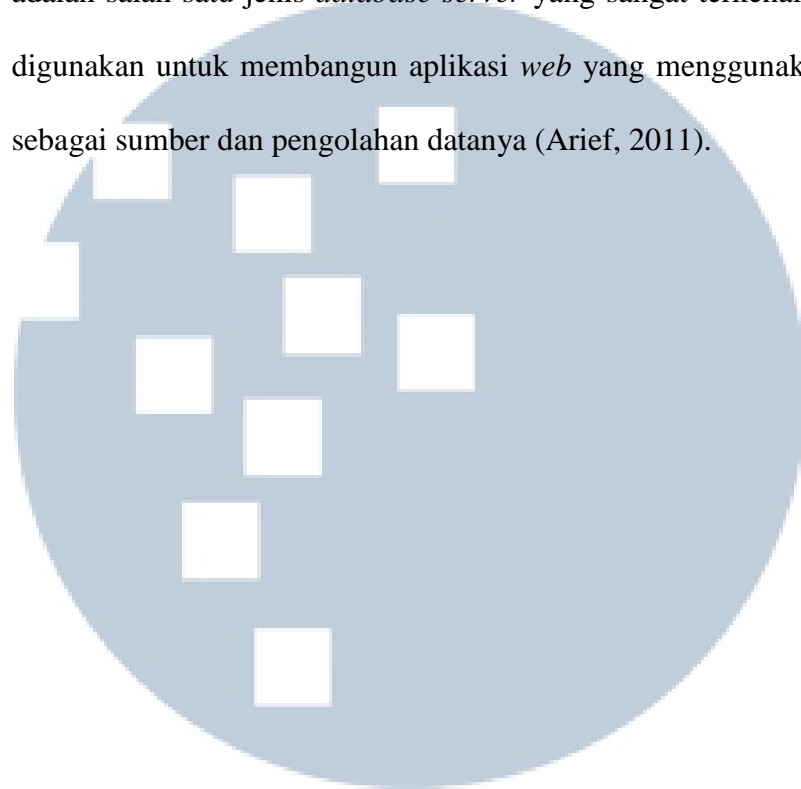 adalah salah satu jenis database server yang sangat terkenal
digunakan untuk membangun aplikasi web yang menggunak
sebagai sumber dan pengolahan datanya (Arief, 2011).